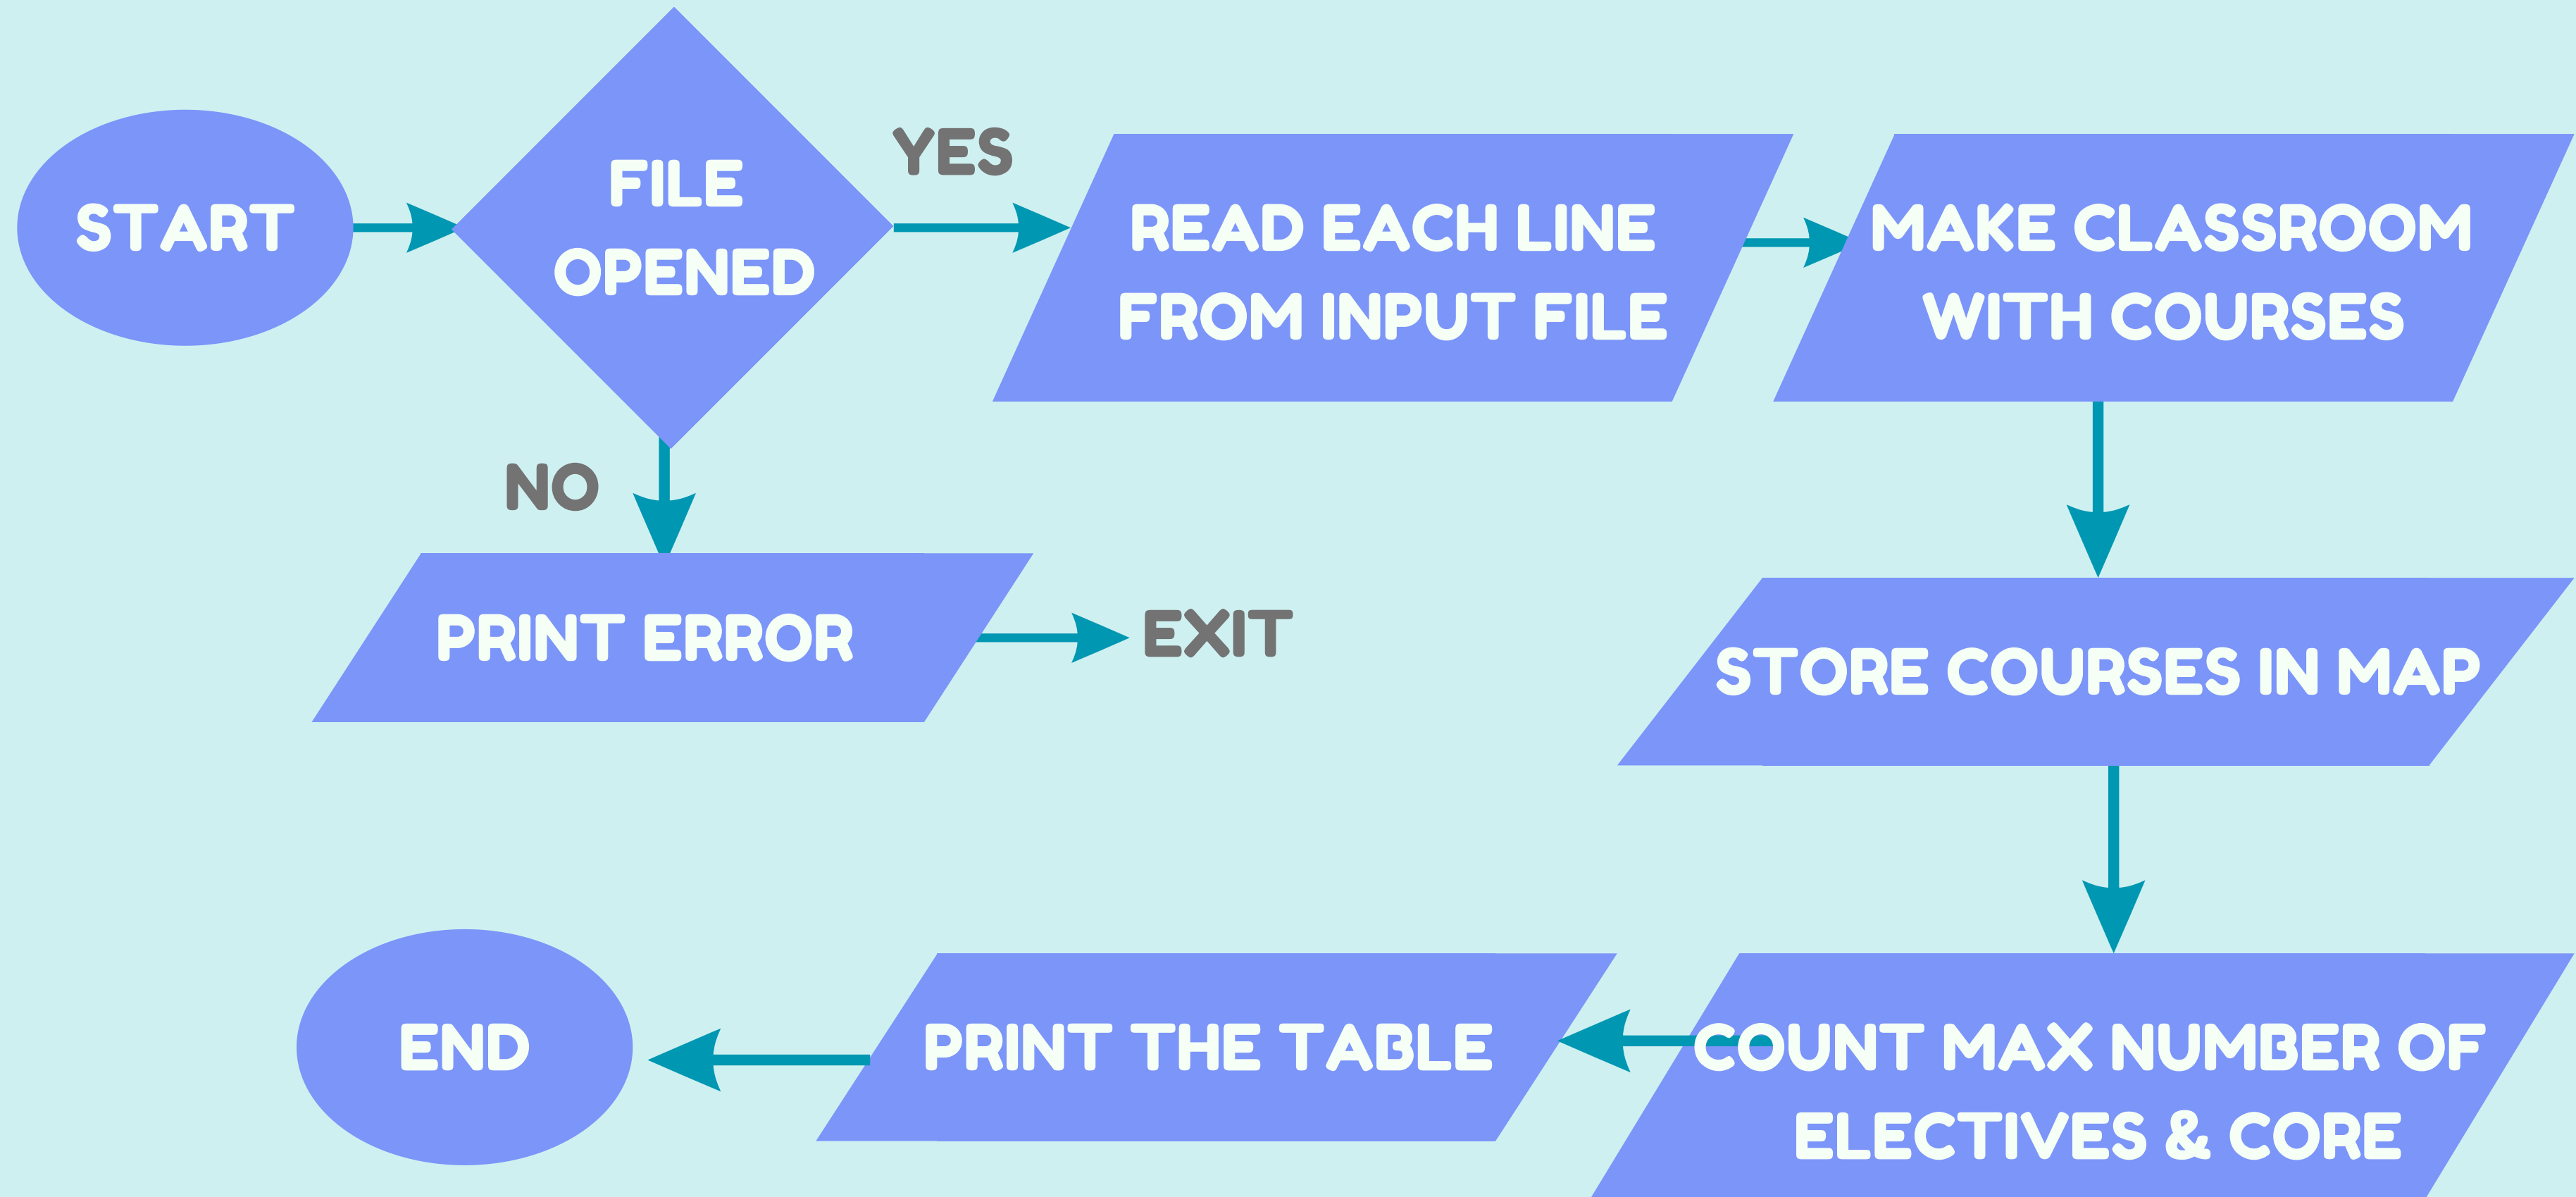 START
FILE
OPENED
YES
READ EACH LINE
FROM INPUT FILE
MAKE CLASSROOM
WITH COURSES
NO
PRINT ERROR
EXIT
STORE COURSES IN MAP
COUNT MAX NUMBER OF
ELECTIVES & CORE
PRINT THE TABLE
END